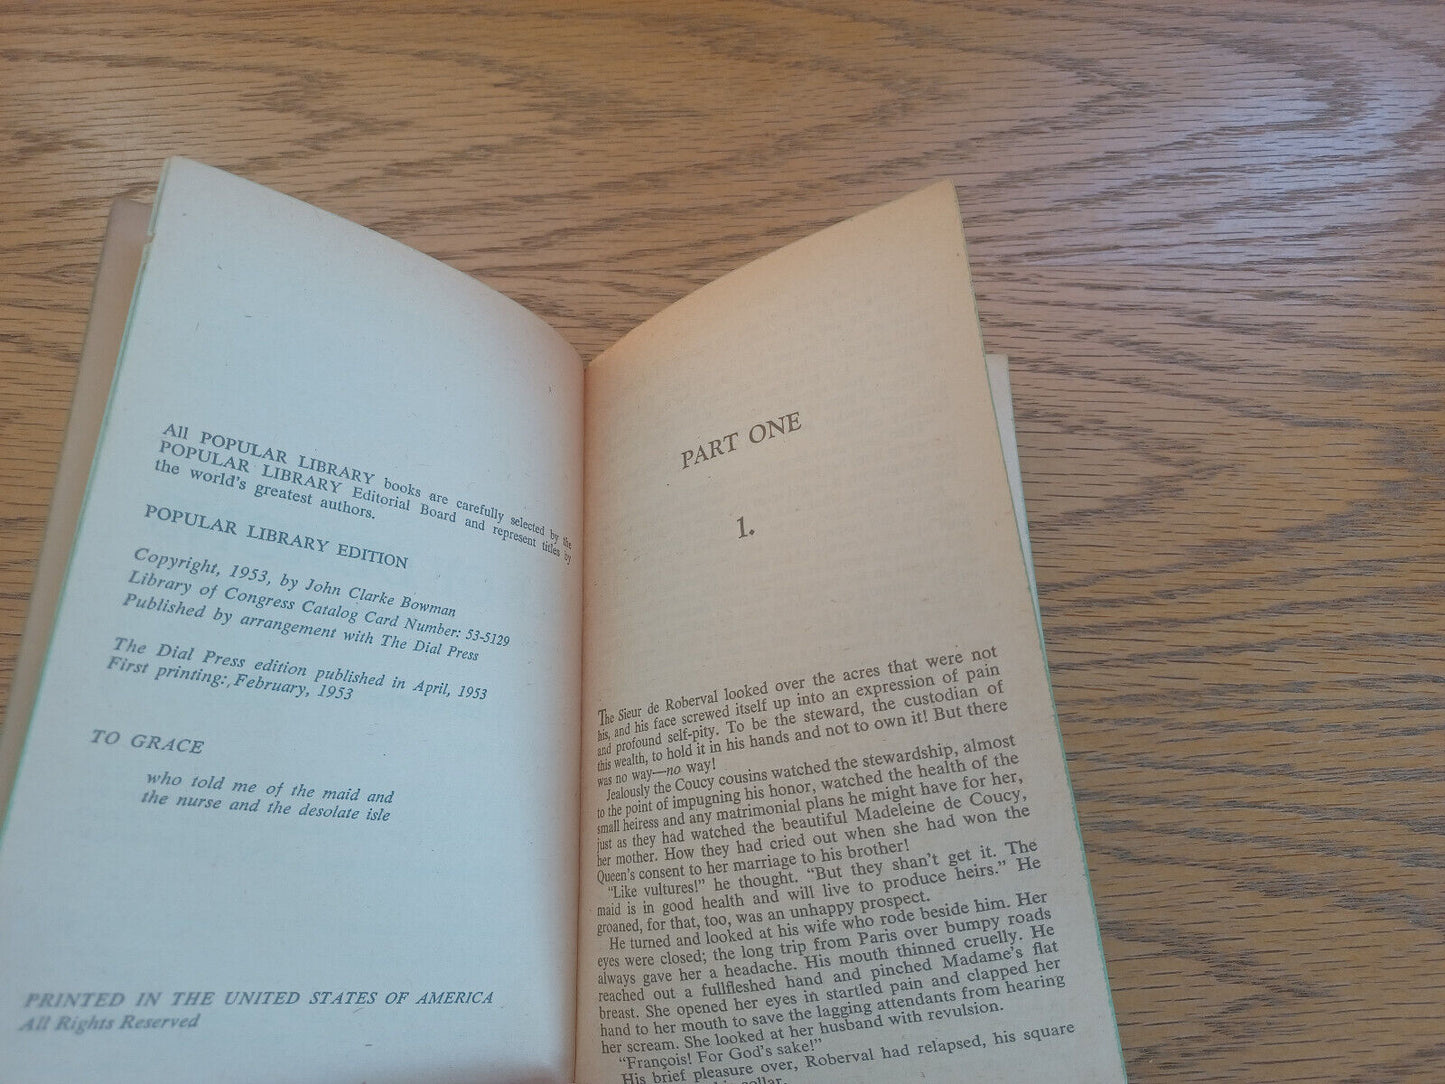 All POPULAR LIBRARY books are carefully selected by the
POPULAR LIBRARY Editorial Board and represent titles by
the world's greatest authors.
POPULAR LIBRARY EDITION
Copyright, 1953, by John Clarke Bowman
Library of Congress Catalog Card Number: 53-5129
Published by arrangement with The Dial Press
The Dial Press edition published in April, 1953
First printing: February, 1953
TO GRACE
who told me of the maid and
the nurse and the desolate isle
PRINTED IN THE UNITED STATES OF AMERICA
All Rights Reserved
PART ONE
1.
The Sieur de Roberval looked over the acres that were not
his, and his face screwed itself up into an expression of pain
and profound self-pity. To be the steward, the custodian of
this wealth, to hold it in his hands and not to own it! But there
was no way—no way!
Jealously the Coucy cousins watched the stewardship, almost
to the point of impugning his honor, watched the health of the
small heiress and any matrimonial plans he might have for her,
just as they had watched the beautiful Madeleine de Coucy,
her mother. How they had cried out when she had won the
Queen's consent to her marriage to his brother!
"Like vultures!" he thought. "But they shan't get it. The
maid is in good health and will live to produce heirs." He
groaned, for that, too, was an unhappy prospect.
He turned and looked at his wife who rode beside him. Her
eyes were closed; the long trip from Paris over bumpy roads
always gave her a headache. His mouth thinned cruelly. He
reached out a fullfleshed hand and pinched Madame's flat
breast. She opened her eyes in startled pain and clapped her
hand to her mouth to save the lagging attendants from hearing
her scream. She looked at her husband with revulsion.
"François! For God's sake!"
His brief pleasure over, Roberval had relapsed, his square
collar.